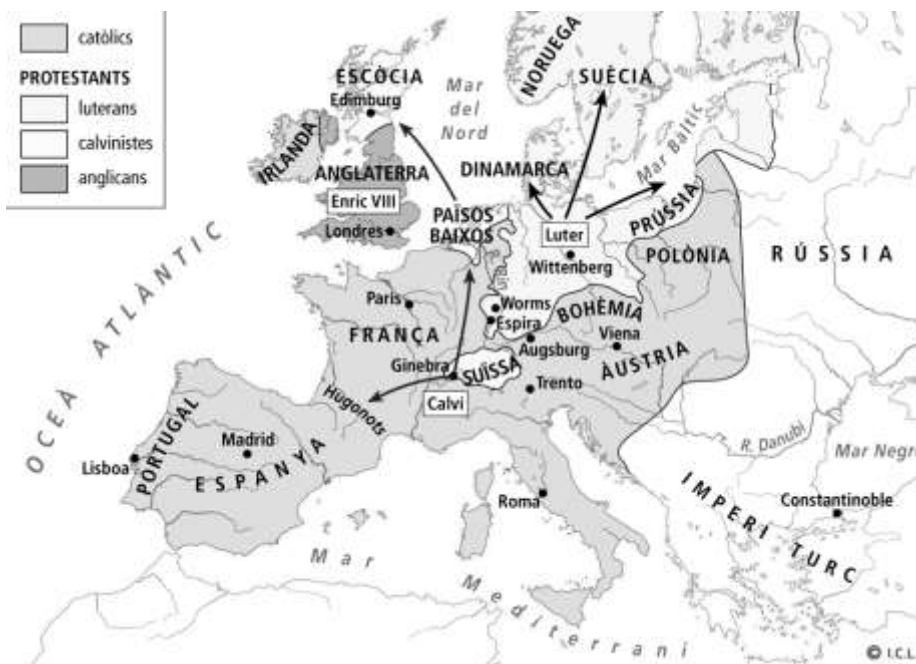 catòlics
PROTESTANTS
luterans
calvinistes
anglicans
ESCÒCIA
Edimburg
Mar
del
Nord
NORUEGA
SUÈCIA
IRLANDA
ANGLATERRA
Enric VIII
Londres
DINAMARCA
Mar Bàltic
PAÏSOS
BAIXOS
Luter
Wittenberg
PRÚSSIA
POLÒNIA
RÚSSIA
OCEÀ ATLÀNTIC
Rin
París
Worms
Espira
BOHÈMIA
FRANÇA
Augsburg
Viena
ÀUSTRIA
Ginebra
SUÏSSA
Trento
Calví
Hugonots
PORTUGAL
Madrid
Lisboa
ESPANYA
R. Danubi
Mar Negre
Roma
Constantinoble
IMPERI TURC
Mar Mediterrani
© I.C.L.